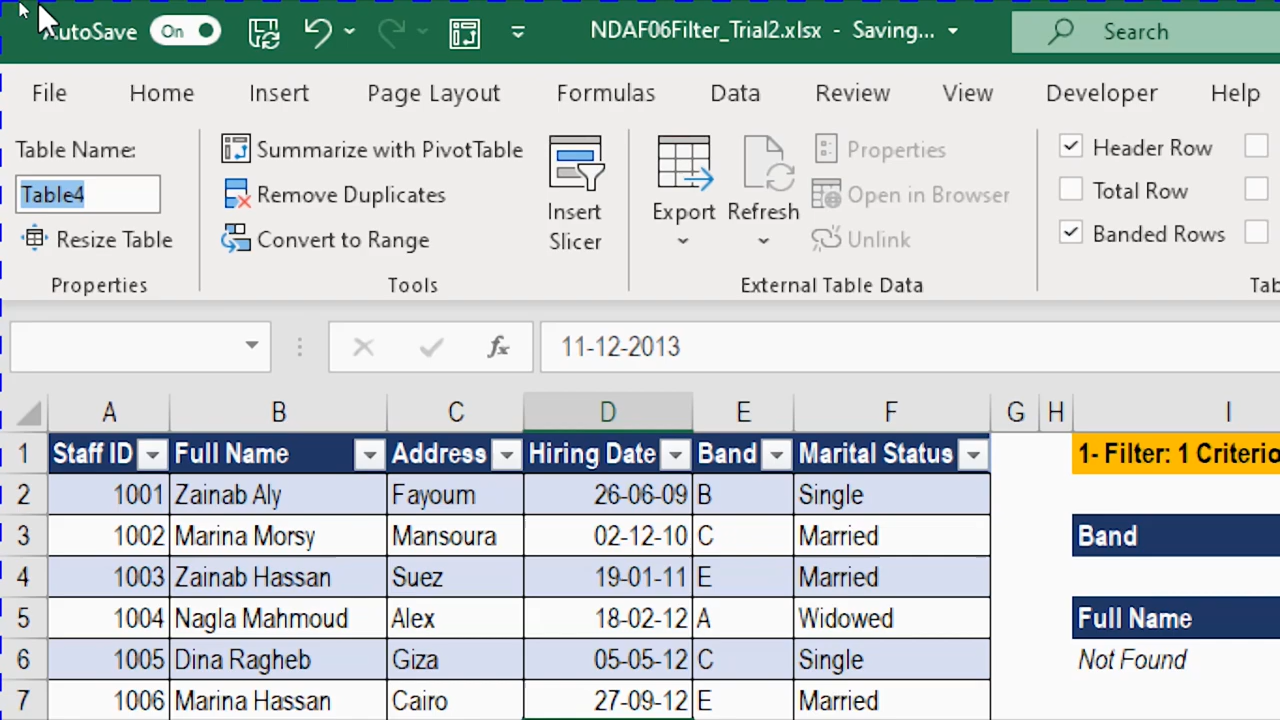 AutoSave On NDAF06Filter_Trial2.xlsx - Saving... Search
File Home Insert Page Layout Formulas Data Review View Developer Help
Table Name:
Table4
Resize Table
Properties
Summarize with PivotTable
Remove Duplicates
Convert to Range
Tools
Insert
Slicer
Export
Refresh
Properties
Open in Browser
Unlink
External Table Data
Header Row
Total Row
Banded Rows
Tab
fx 11-12-2013
A B C D E F G H I
1 Staff ID Full Name Address Hiring Date Band Marital Status 1- Filter: 1 Criterio
2 1001 Zainab Aly Fayoum 26-06-09 B Single
3 1002 Marina Morsy Mansoura 02-12-10 C Married Band
4 1003 Zainab Hassan Suez 19-01-11 E Married
5 1004 Nagla Mahmoud Alex 18-02-12 A Widowed Full Name
6 1005 Dina Ragheb Giza 05-05-12 C Single Not Found
7 1006 Marina Hassan Cairo 27-09-12 E Married